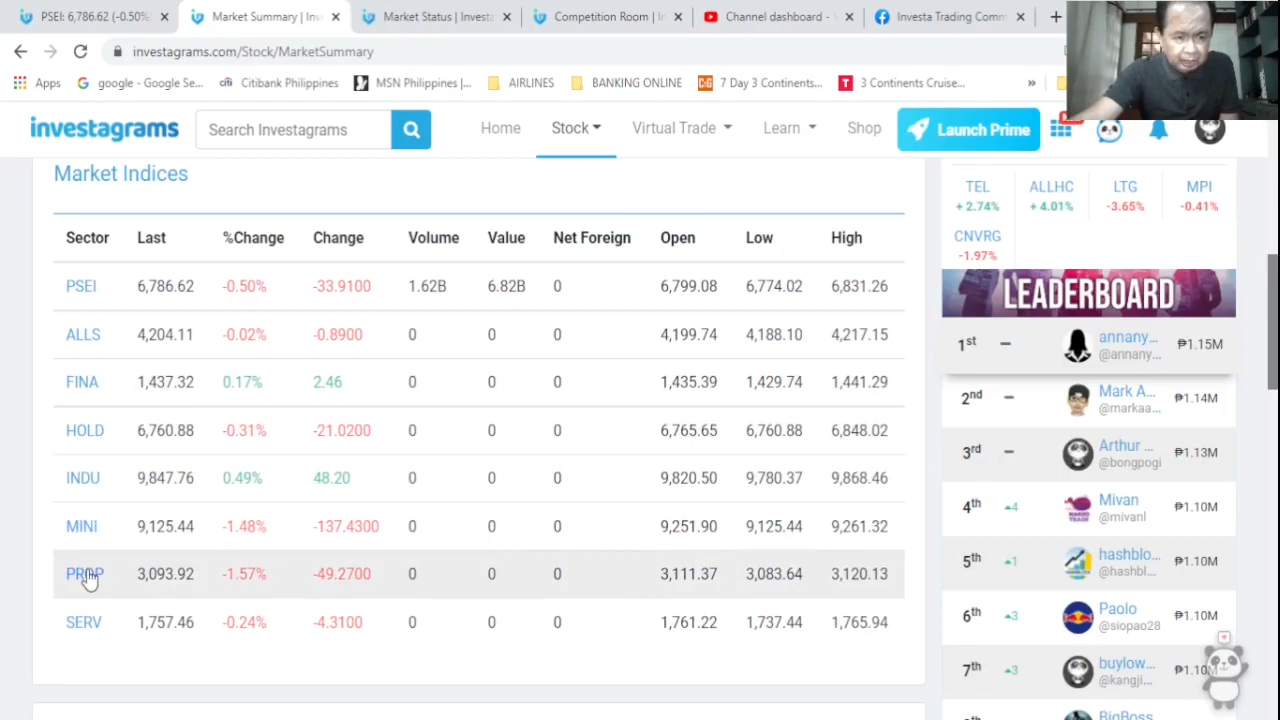 PSEI: 6,786.62 (-0.50%
Market Summary | Inv
Market Status | Investa
Competition Room | In
Channel dashboard -
Investa Trading Comm
investagrams.com/Stock/MarketSummary
Apps
google - Google Se...
Citibank Philippines
MSN Philippines |...
AIRLINES
BANKING ONLINE
7 Day 3 Continents...
3 Continents Cruise...
»
investagrams
Search Investagrams
Home
Stock
Virtual Trade
Learn
Shop
Launch Prime
Market Indices
Sector Last %Change Change Volume Value Net Foreign Open Low High
PSEI 6,786.62 -0.50% -33.9100 1.62B 6.82B 0 6,799.08 6,774.02 6,831.26
ALLS 4,204.11 -0.02% -0.8900 0 0 0 4,199.74 4,188.10 4,217.15
FINA 1,437.32 0.17% 2.46 0 0 0 1,435.39 1,429.74 1,441.29
HOLD 6,760.88 -0.31% -21.0200 0 0 0 6,765.65 6,760.88 6,848.02
INDU 9,847.76 0.49% 48.20 0 0 0 9,820.50 9,780.37 9,868.46
MINI 9,125.44 -1.48% -137.4300 0 0 0 9,251.90 9,125.44 9,261.32
PROP 3,093.92 -1.57% -49.2700 0 0 0 3,111.37 3,083.64 3,120.13
SERV 1,757.46 -0.24% -4.3100 0 0 0 1,761.22 1,737.44 1,765.94
TEL ALLHC LTG MPI
+ 2.74% + 4.01% -3.65% -0.41%
CNVRG
-1.97%
LEADERBOARD
1st annany... ₱1.15M
@annany...
2nd Mark A... ₱1.14M
@markaa...
3rd Arthur ... ₱1.13M
@bongpogi
4th 4 Mivan ₱1.10M
@mivanl
5th 1 hashblo... ₱1.10M
@hashbl...
6th 3 Paolo ₱1.10M
@siopao28
7th 3 buylow... ₱1.10M
@kangji...
BigBoss